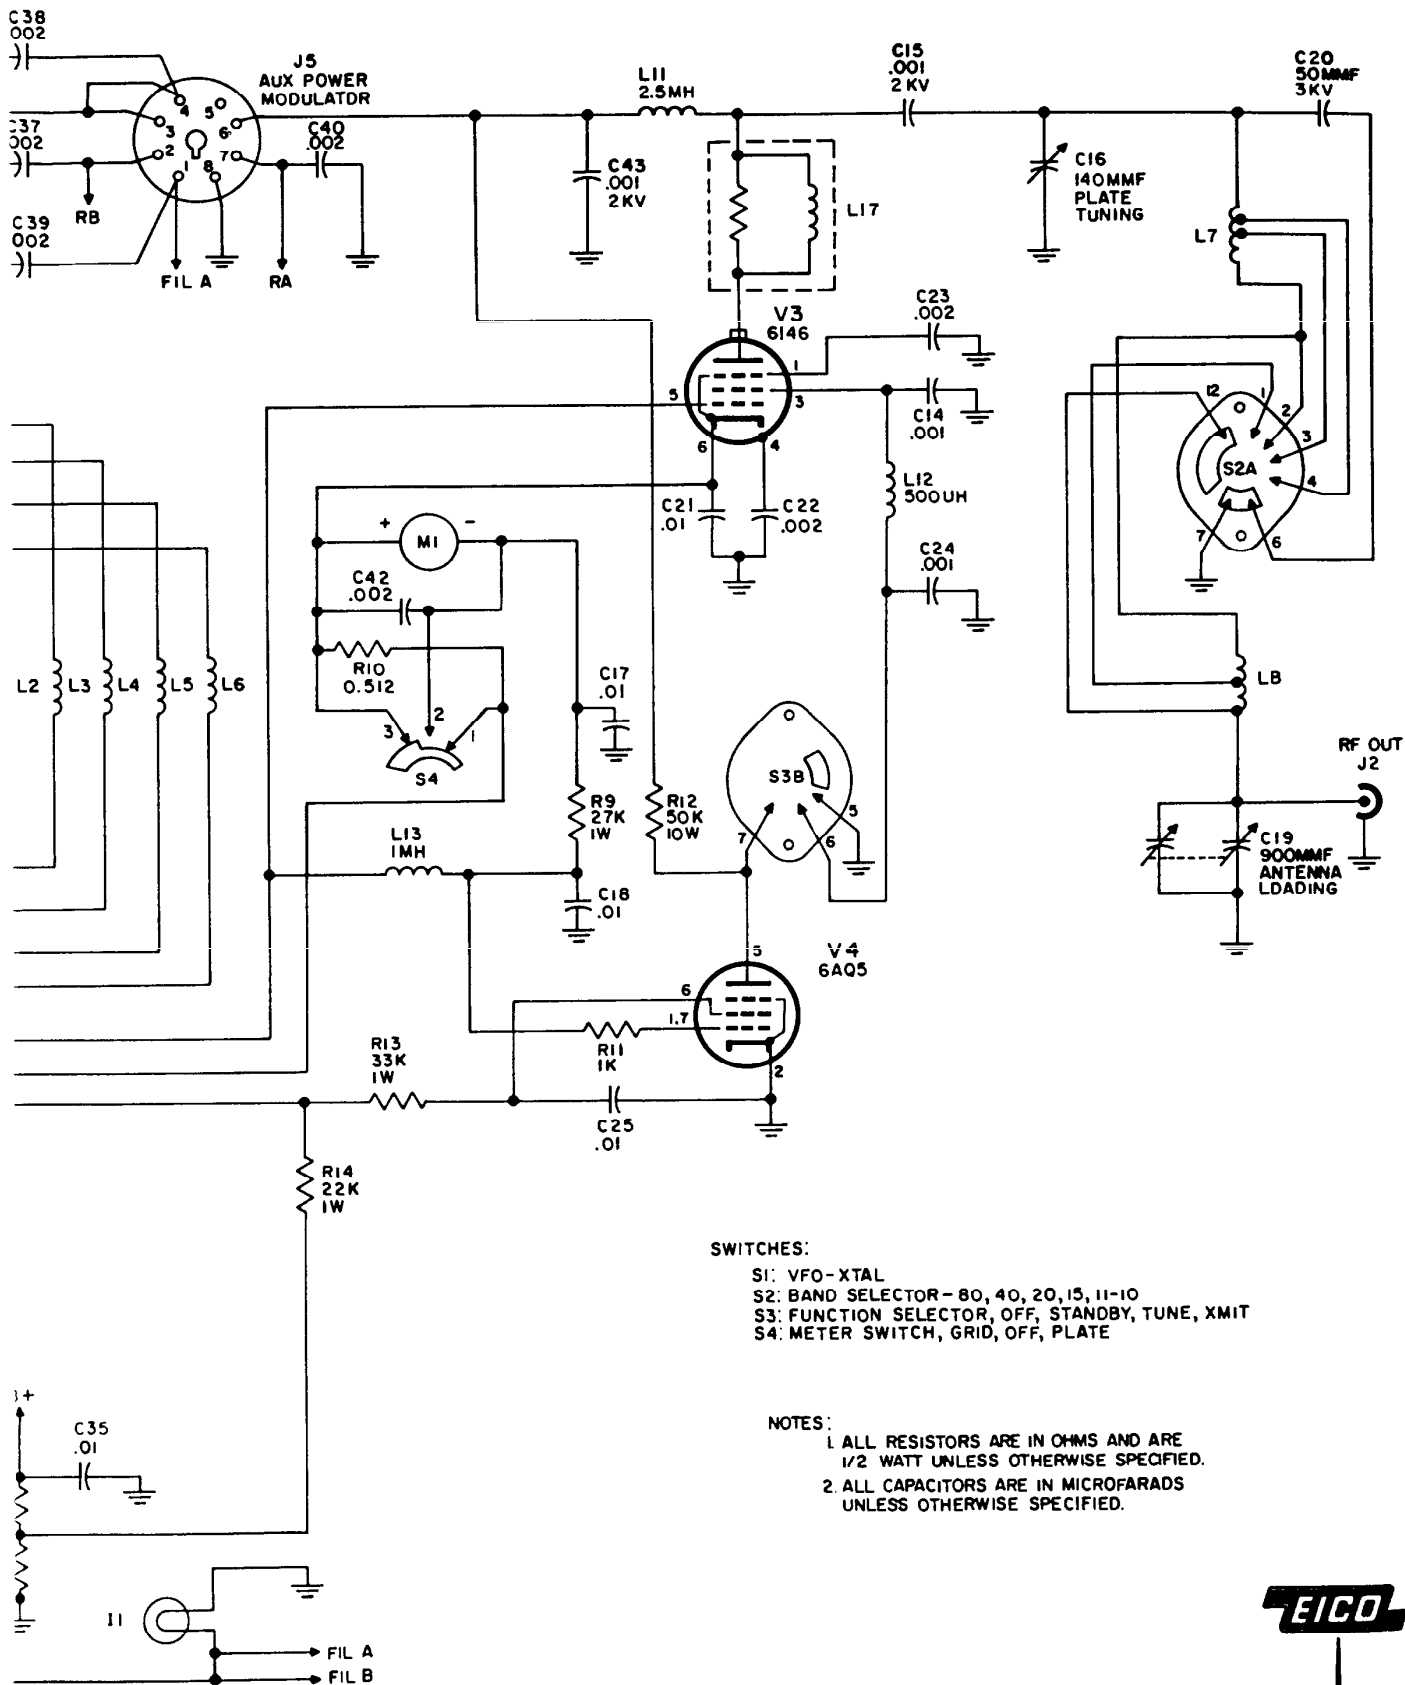 C38
002
J5
AUX POWER
MODULATOR
4
5
3
6
2
7
1
8
C37
002
C40
.002
RB
C39
002
FIL A
RA
L11
2.5MH
C15
.001
2KV
C20
50MMF
3KV
C43
.001
2KV
L17
C16
140MMF
PLATE
TUNING
L7
V3
6146
C23
.002
1
5
3
6
4
C14
.001
12
1
2
3
S2A
4
7
6
L12
500UH
C21
.01
C22
.002
+
M1
-
C24
.001
C42
.002
R10
0.512
C17
.01
L2
L3
L4
L5
L6
2
3
1
S4
L8
S3B
5
7
6
RF OUT
J2
R9
27K
1W
R12
50K
10W
L13
1MH
C19
900MMF
ANTENNA
LOADING
C18
.01
V4
6AQ5
5
6
1,7
2
R13
33K
1W
R11
1K
C25
.01
R14
22K
1W
SWITCHES:
S1: VFO-XTAL
S2: BAND SELECTOR-80, 40, 20, 15, 11-10
S3: FUNCTION SELECTOR, OFF, STANDBY, TUNE, XMIT
S4: METER SWITCH, GRID, OFF, PLATE
+
C35
.01
NOTES:
1. ALL RESISTORS ARE IN OHMS AND ARE
1/2 WATT UNLESS OTHERWISE SPECIFIED.
2. ALL CAPACITORS ARE IN MICROFARADS
UNLESS OTHERWISE SPECIFIED.
I1
FIL A
FIL B
EICO